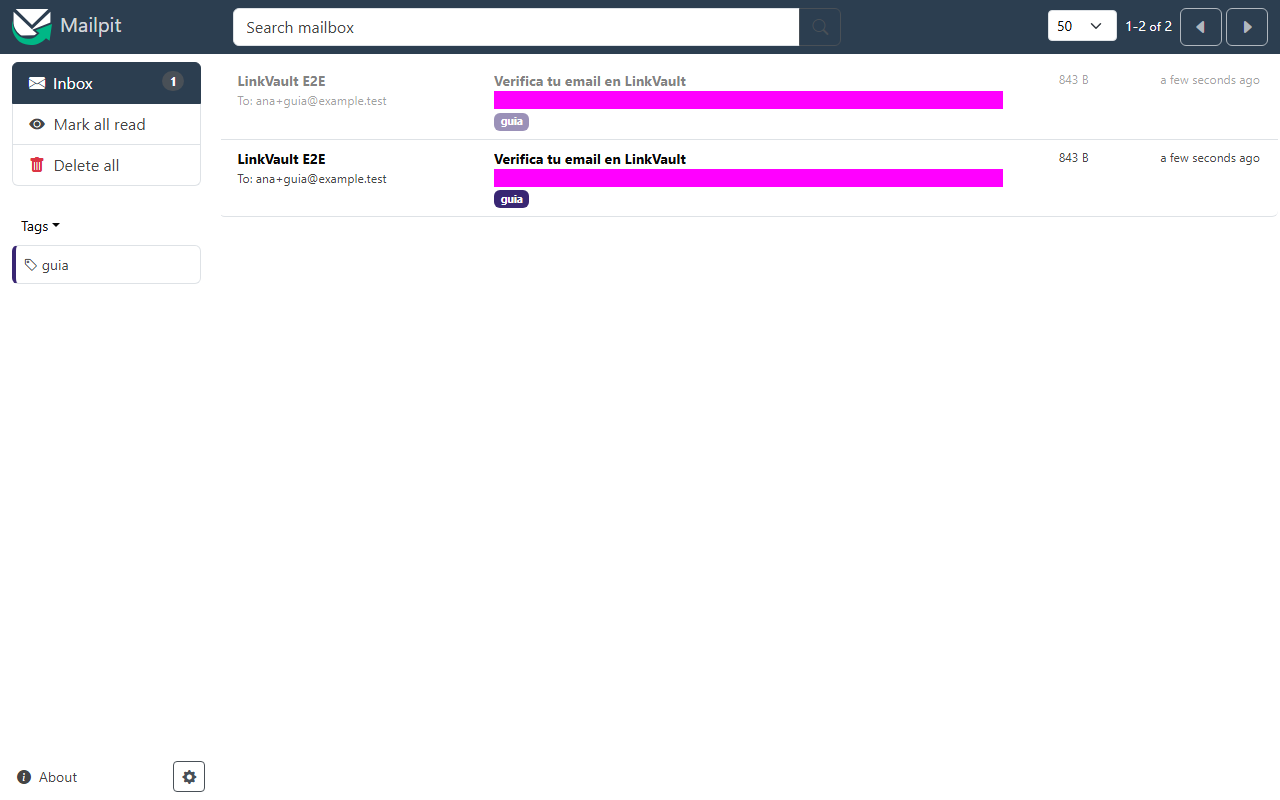 Mailpit
Search mailbox
50
1-2 of 2
Inbox
1
Mark all read
Delete all
Tags
guia
LinkVault E2E
To: ana+guia@example.test
Verifica tu email en LinkVault
guia
843 B
a few seconds ago
LinkVault E2E
To: ana+guia@example.test
Verifica tu email en LinkVault
guia
843 B
a few seconds ago
About